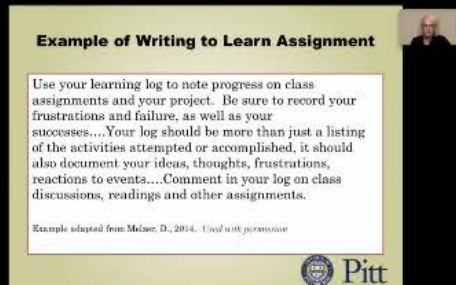 Example of Writing to Learn Assignment
Use your learning log to note progress on class
assignments and your project. Be sure to record your
frustrations and failure, as well as your
successes....Your log should be more than just a listing
of the activities attempted or accomplished, it should
also document your ideas, thoughts, frustrations,
reactions to events....Comment in your log on class
discussions, readings and other assignments.
Example adapted from Melzer, D., 2014. Used with permission
Pitt